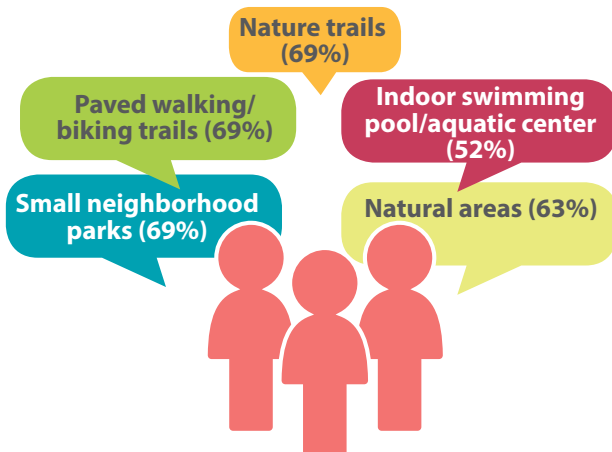 Nature trails
(69%)
Paved walking/
biking trails (69%)
Indoor swimming
pool/aquatic center
(52%)
Small neighborhood
parks (69%)
Natural areas (63%)